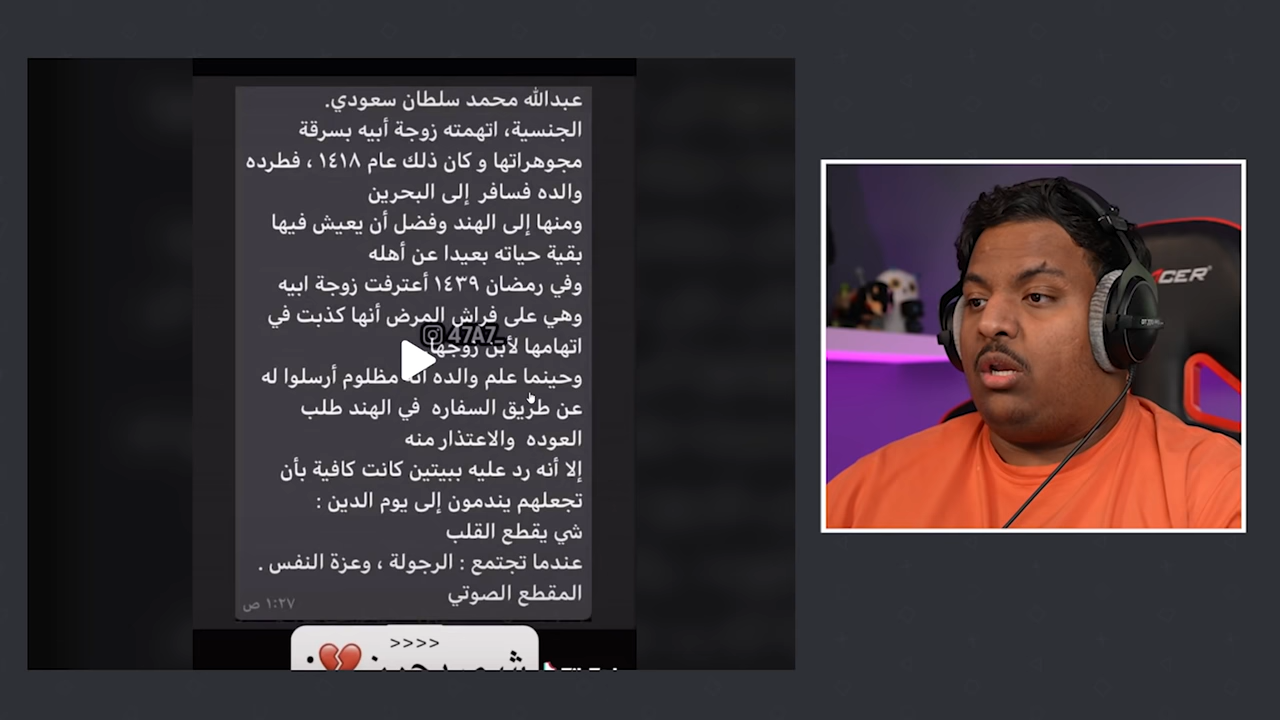 عبدالله محمد سلطان سعودي.
الجنسية، اتهمته زوجة أبيه بسرقة
مجوهراتها و كان ذلك عام ١٤١٨ ، فطرده
والده فسافر إلى البحرين
ومنها إلى الهند وفضل أن يعيش فيها
بقية حياته بعيدا عن أهله
وفي رمضان ١٤٣٩ أعترفت زوجة ابيه
وهي على فراش المرض أنها كذبت في
اتهامها لأبن زوجها
47AZ_
وحينما علم والده مظلوم أرسلوا له
عن طريق السفاره في الهند طلب
العوده والاعتذار منه
إلا أنه رد عليه ببيتين كانت كافية بأن
تجعلهم يندمون إلى يوم الدين :
شي يقطع القلب
عندما تجتمع : الرجولة ، وعزة النفس .
المقطع الصوتي
١:٢٧ ص
>>>>